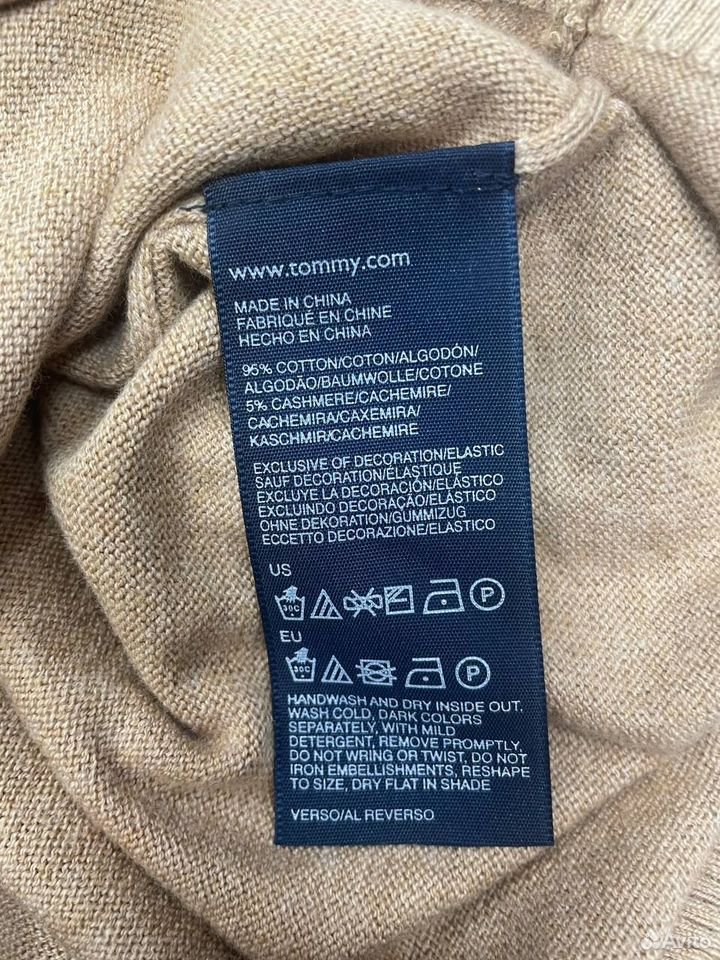 www.tommy.com
MADE IN CHINA
FABRIQUÉ EN CHINE
HECHO EN CHINA
95% COTTON/COTON/ALGODÓN/
ALGODÃO/BAUMWOLLE/COTONE
5% CASHMERE/CACHEMIRE/
CACHEMIRA/CAXEMIRA/
KASCHMIR/CACHEMIRE
EXCLUSIVE OF DECORATION/ELASTIC
SAUF DÉCORATION/ÉLASTIQUE
EXCLUYE LA DECORACIÓN/ELÁSTICO
EXCLUINDO DECORAÇÃO/ELÁSTICO
OHNE DEKORATION/GUMMIZUG
ECCETTO DECORAZIONE/ELASTICO
US
30C P
EU
30C P
HANDWASH AND DRY INSIDE OUT,
WASH COLD, DARK COLORS
SEPARATELY, WITH MILD
DETERGENT, REMOVE PROMPTLY,
DO NOT WRING OR TWIST, DO NOT
IRON EMBELLISHMENTS, RESHAPE
TO SIZE, DRY FLAT IN SHADE
VERSO/AL REVERSO
Avito